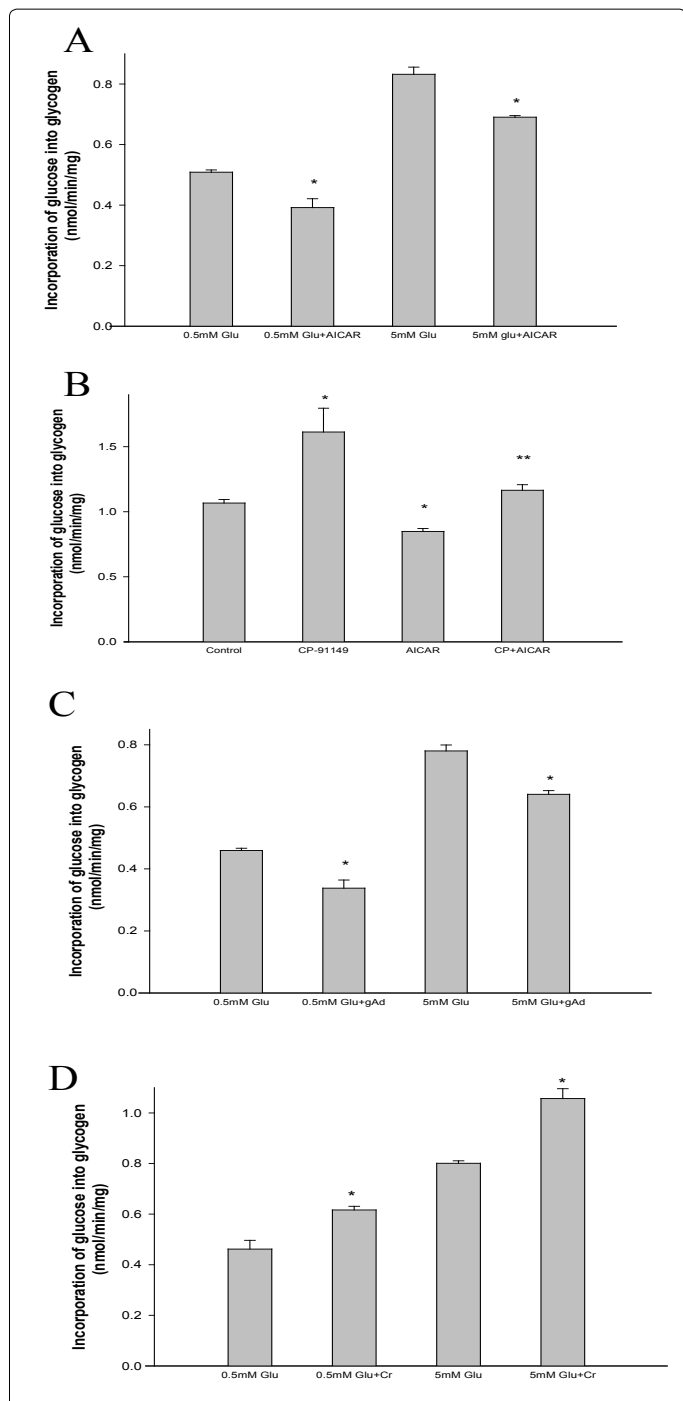 A
Incorporation of glucose into glycogen
(nmol/min/mg)
0.8
0.6
0.4
0.2
0.0
*
*
0.5mM Glu 0.5mM Glu+AICAR 5mM Glu 5mM glu+AICAR
B
Incorporation of glucose into glycogen
(nmol/min/mg)
1.5
1.0
0.5
0.0
*
*
**
Control CP-91149 AICAR CP+AICAR
C
Incorporation of glucose into glycogen
(nmol/min/mg)
0.8
0.6
0.4
0.2
0.0
*
*
0.5mM Glu 0.5mM Glu+gAd 5mM Glu 5mM Glu+gAd
D
Incorporation of glucose into glycogen
(nmol/min/mg)
1.0
0.8
0.6
0.4
0.2
0.0
*
*
0.5mM Glu 0.5mM Glu+Cr 5mM Glu 5mM Glu+Cr